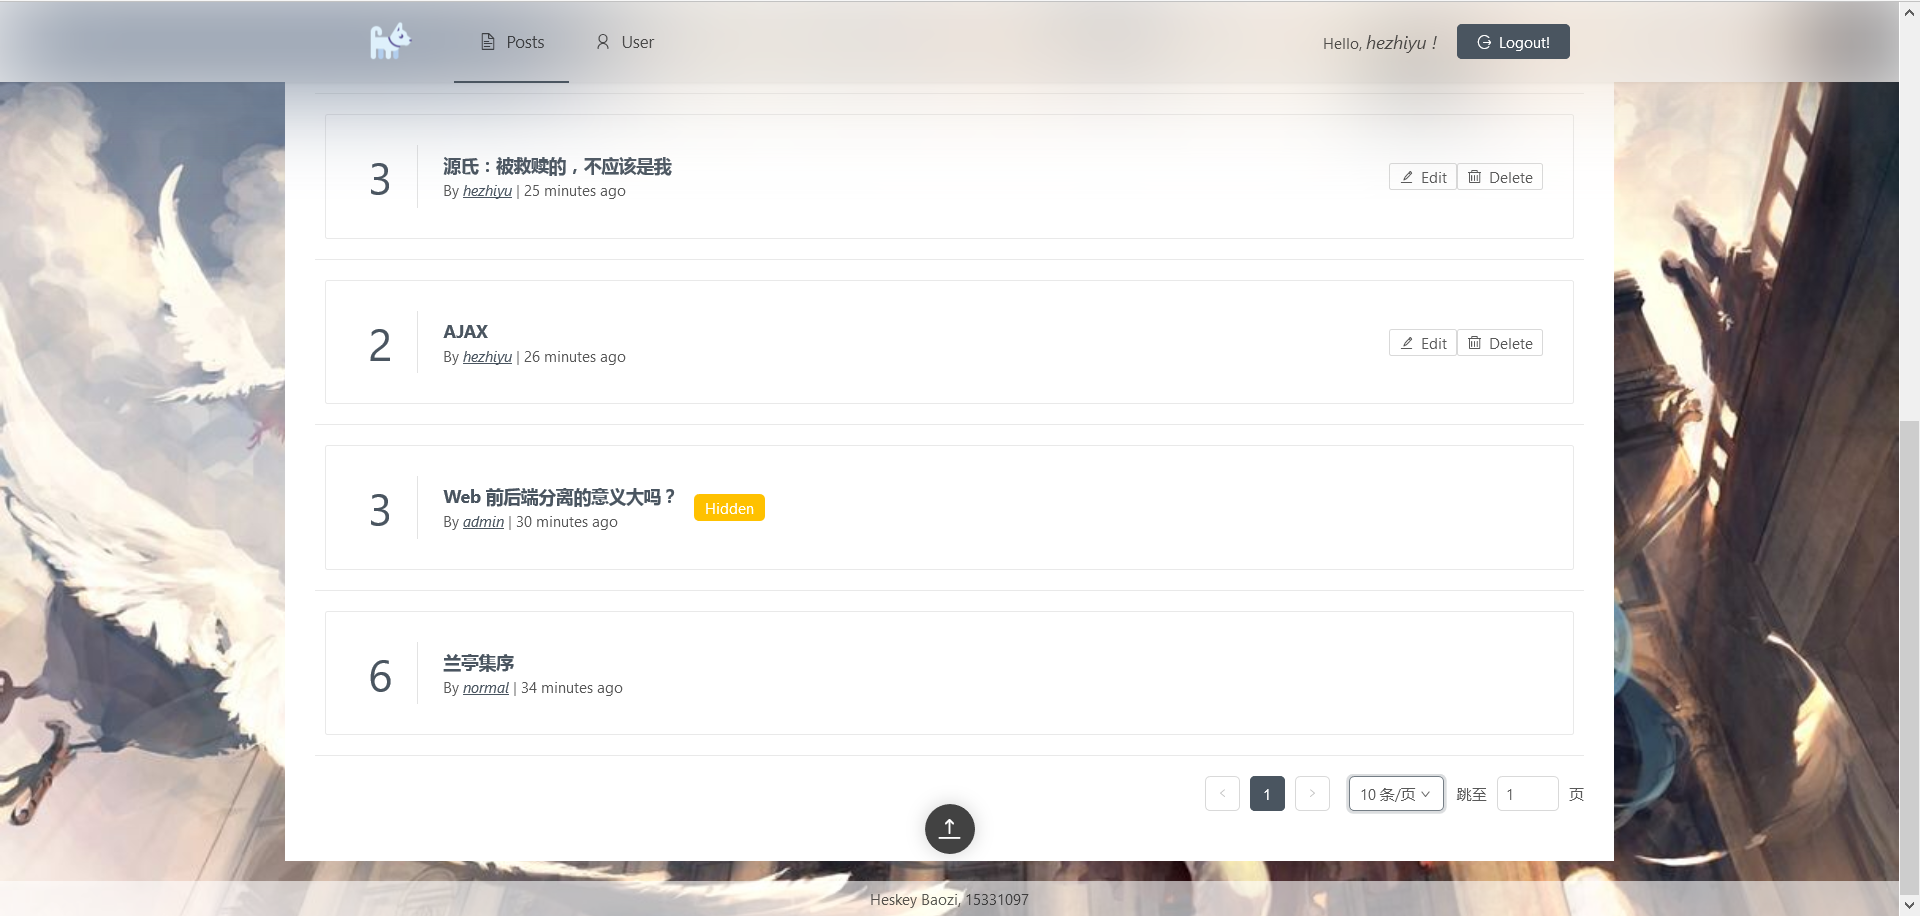 Posts
User
Hello, hezhiyu !
Logout!
3
源氏：被救赎的，不应该是我
By hezhiyu | 25 minutes ago
Edit
Delete
2
AJAX
By hezhiyu | 26 minutes ago
Edit
Delete
3
Web 前后端分离的意义大吗？
Hidden
By admin | 30 minutes ago
6
兰亭集序
By normal | 34 minutes ago
1
10 条/页
跳至
1
页
Heskey Baozi, 15331097